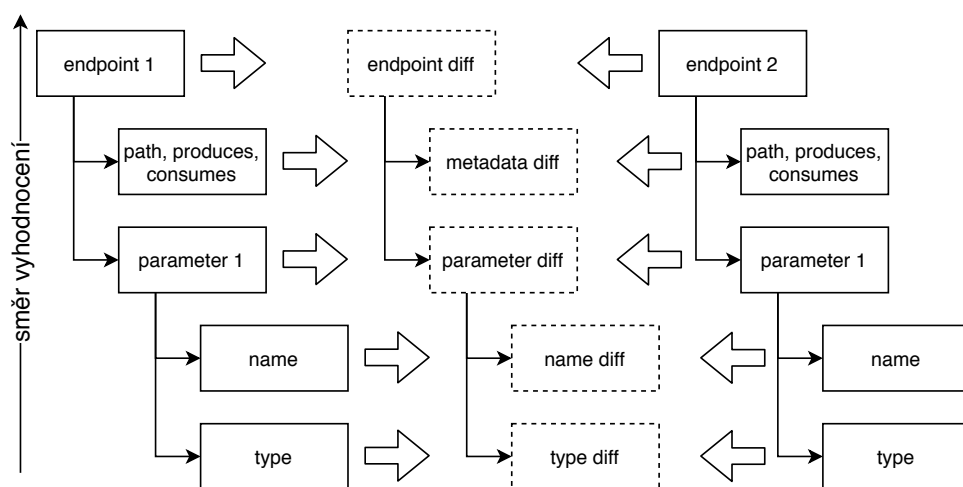 směr vyhodnocení
endpoint 1
endpoint diff
endpoint 2
path, produces,
consumes
metadata diff
path, produces,
consumes
parameter 1
parameter diff
parameter 1
name
name diff
name
type
type diff
type